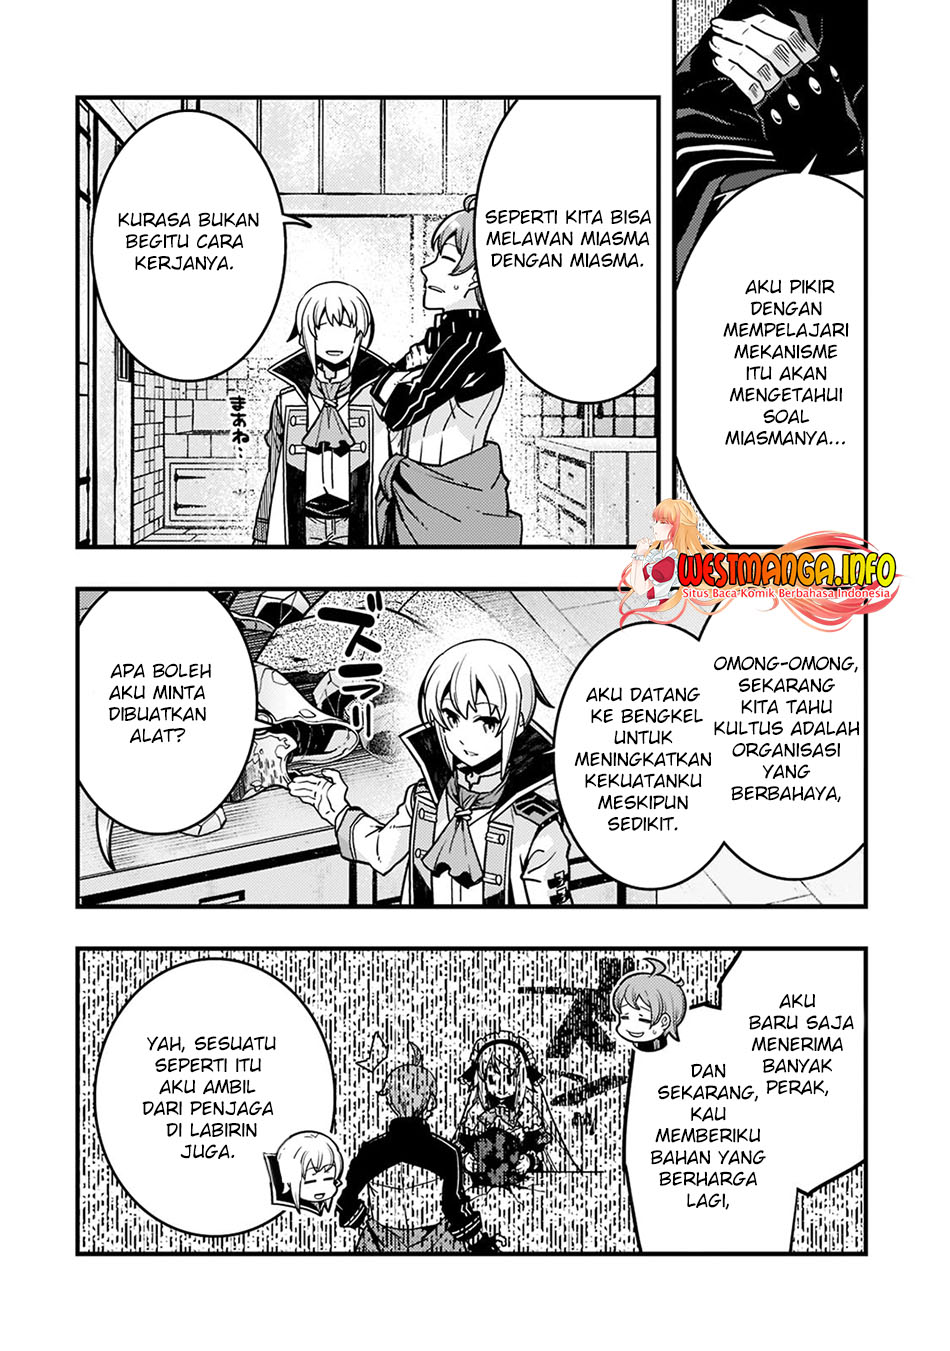 AKU PIKIR
DENGAN
MEMPELAJARI
MEKANISME
ITU AKAN
MENGETAHUI
SOAL
MIASMANYA...
SEPERTI KITA BISA
MELAWAN MIASMA
DENGAN MIASMA.
KURASA BUKAN
BEGITU CARA
KERJANYA.
まあね…
WESTMANGA.INFO
Situs Baca Komik Berbahasa Indonesia
OMONG-OMONG,
SEKARANG
KITA TAHU
KULTUS ADALAH
ORGANISASI
YANG
BERBAHAYA,
AKU DATANG
KE BENGKEL
UNTUK
MENINGKATKAN
KEKUATANKU
MESKIPUN
SEDIKIT.
ズズッ
APA BOLEH
AKU MINTA
DIBUATKAN
ALAT?
AKU
BARU SAJA
MENERIMA
BANYAK
PERAK,
DAN
SEKARANG,
KAU
MEMBERIKU
BAHAN YANG
BERHARGA
LAGI,
YAH, SESUATU
SEPERTI ITU
AKU AMBIL
DARI PENJAGA
DI LABIRIN
JUGA.